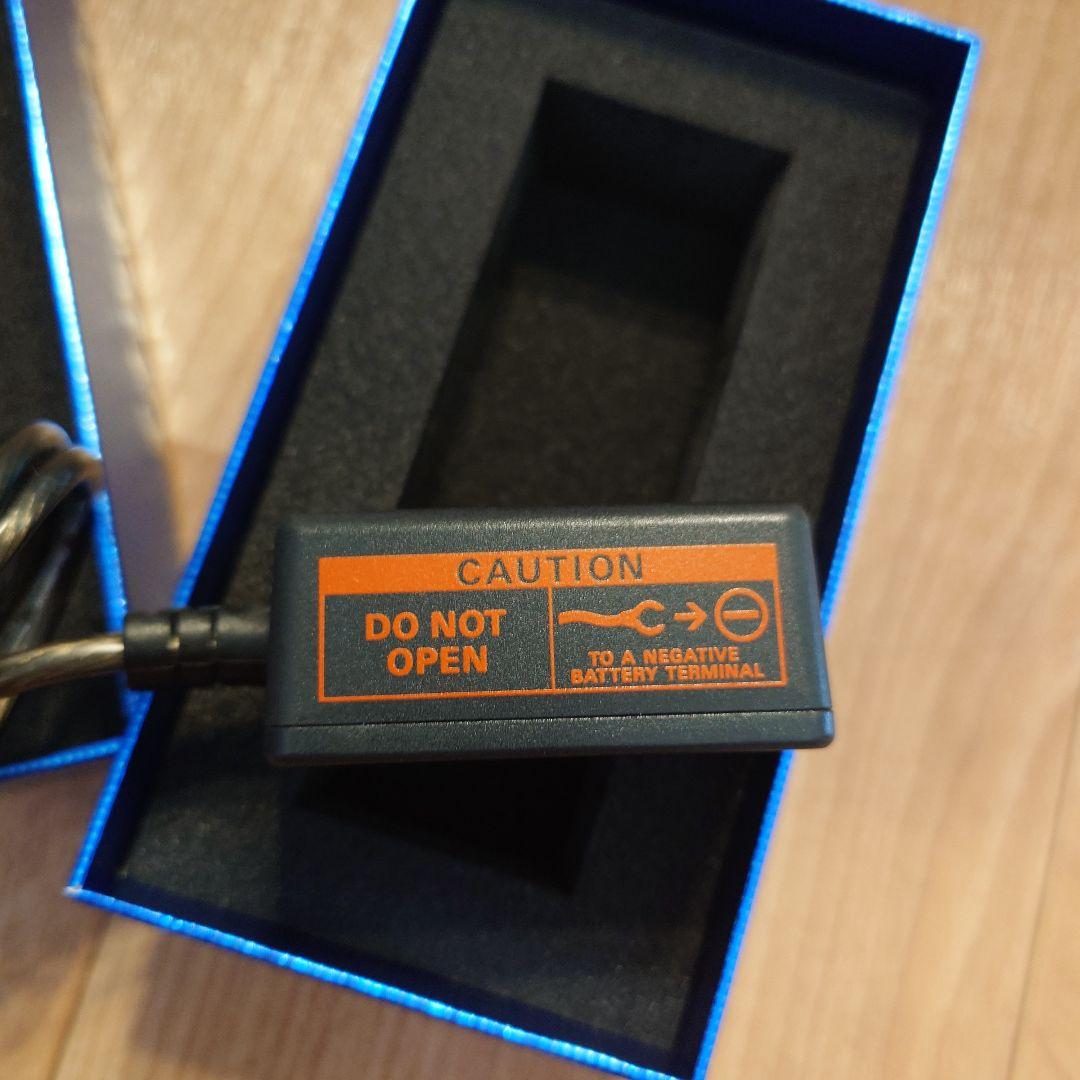 CAUTION
DO NOT
OPEN
TO A NEGATIVE
BATTERY TERMINAL